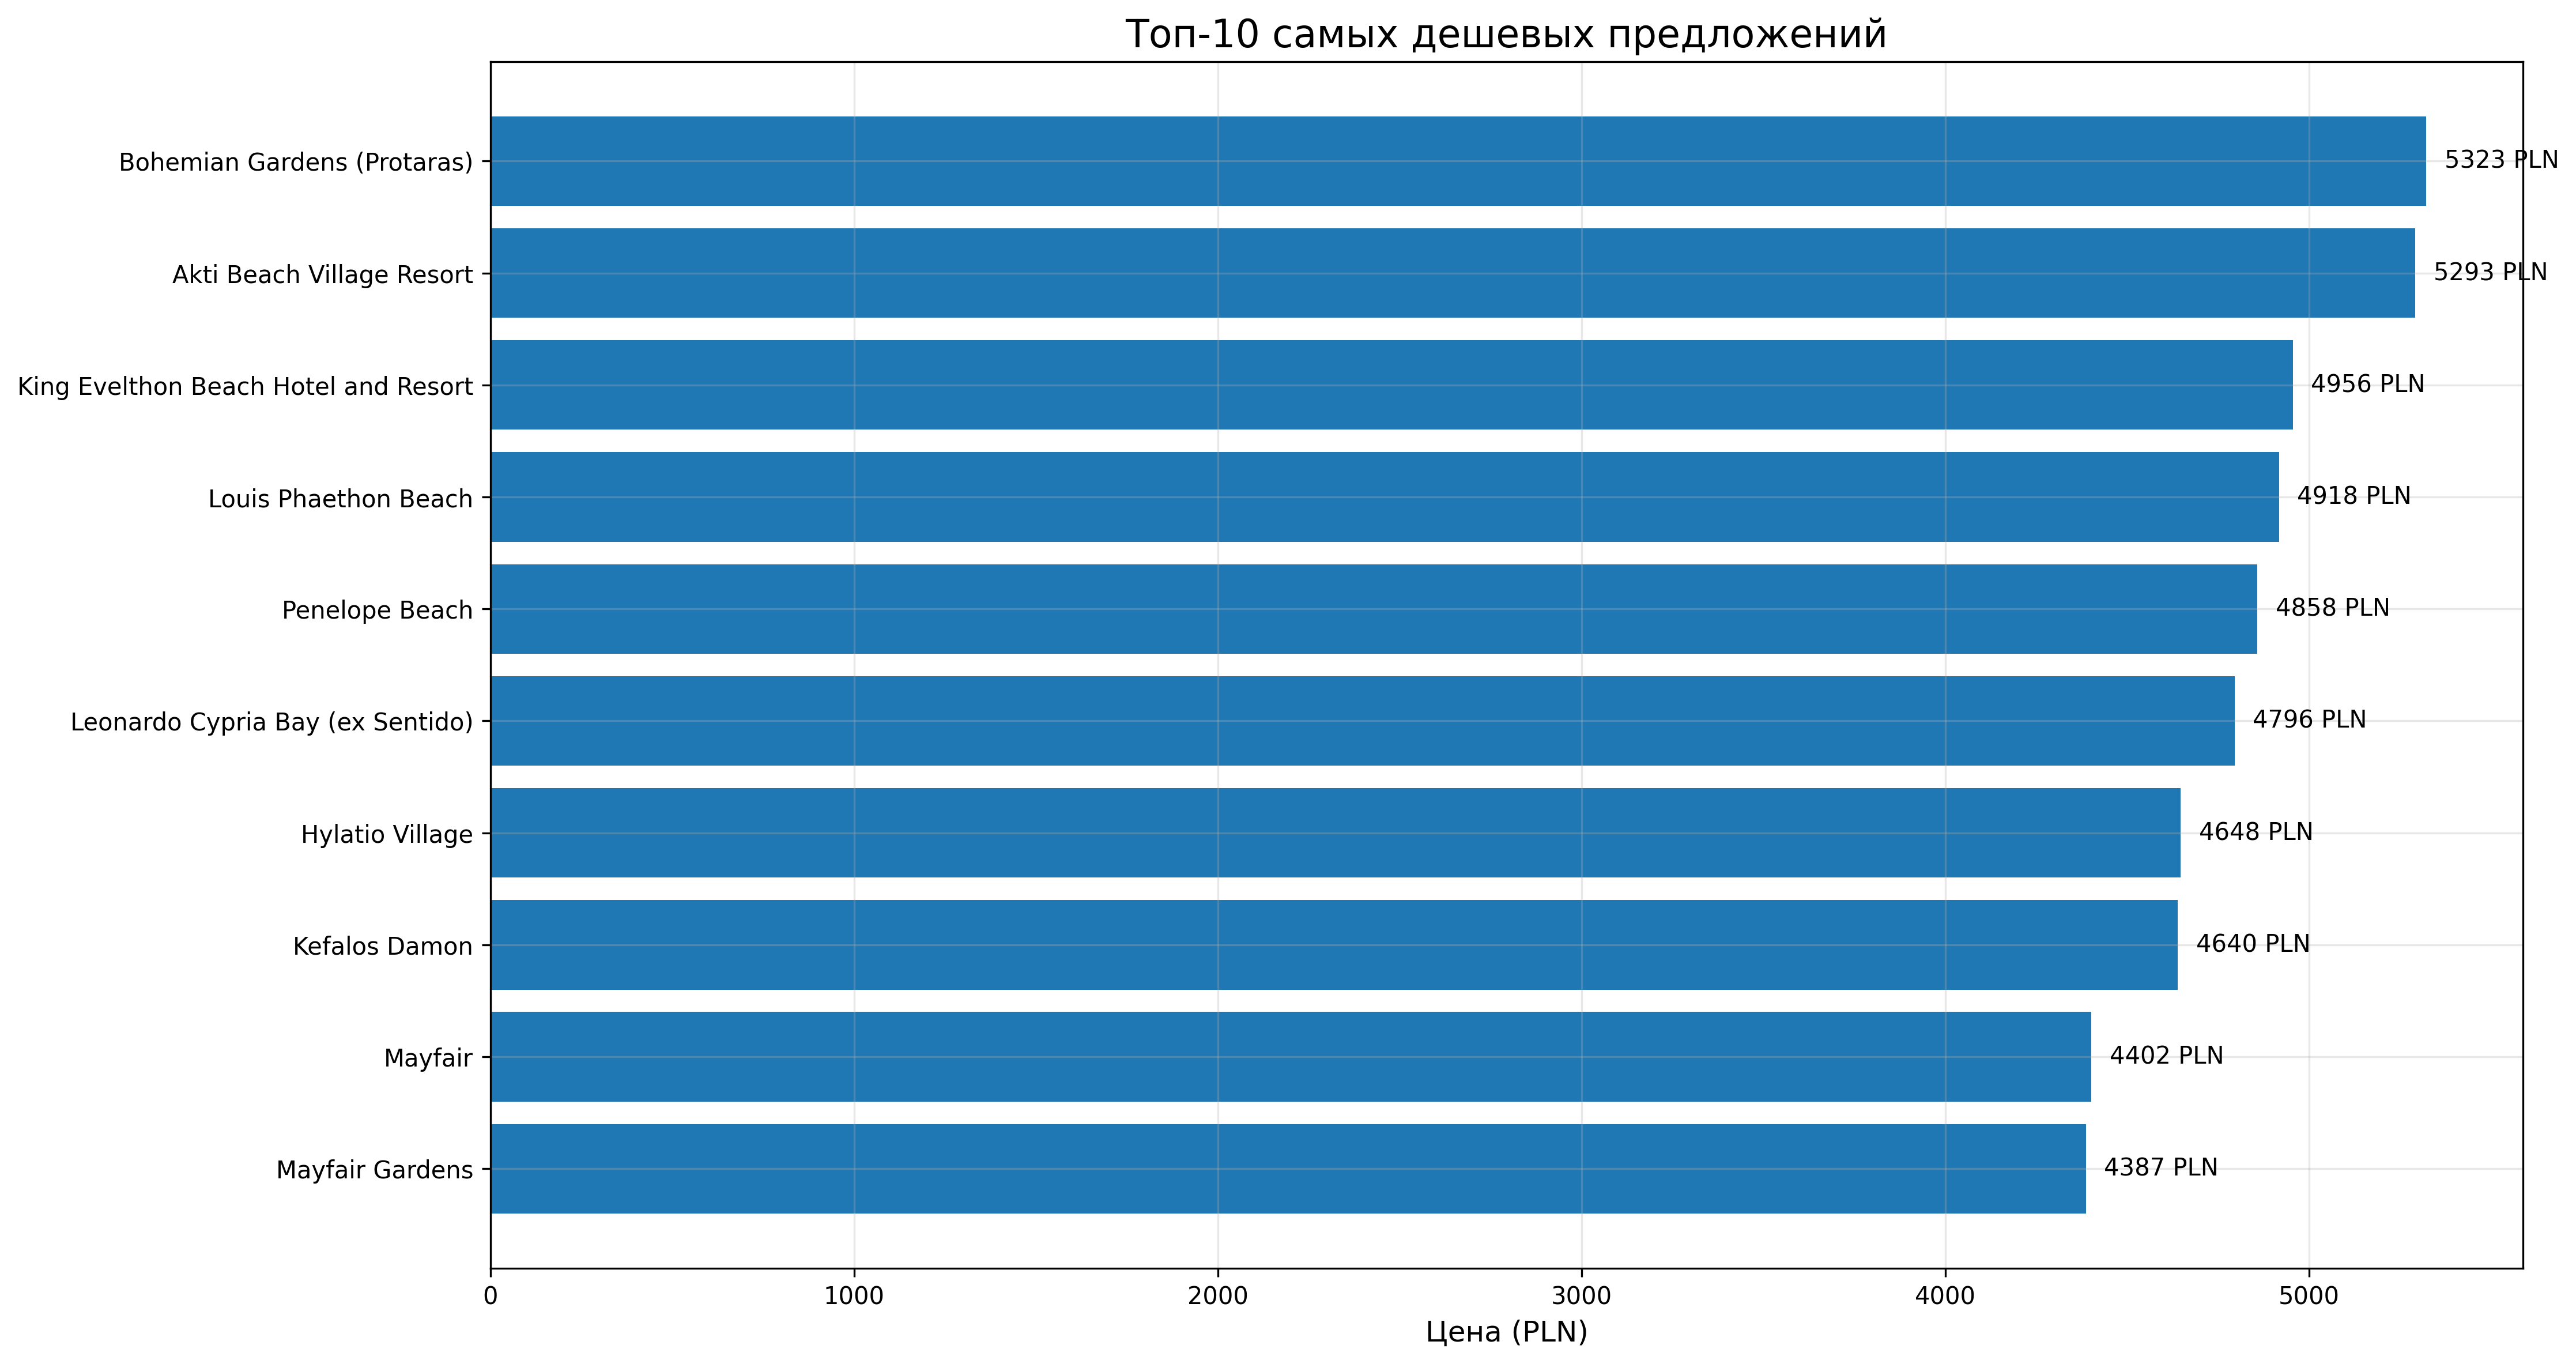 Топ-10 самых дешевых предложений
Bohemian Gardens (Protaras)
5323 PLN
Akti Beach Village Resort
5293 PLN
King Evelthon Beach Hotel and Resort
4956 PLN
Louis Phaethon Beach
4918 PLN
Penelope Beach
4858 PLN
Leonardo Cypria Bay (ex Sentido)
4796 PLN
Hylatio Village
4648 PLN
Kefalos Damon
4640 PLN
Mayfair
4402 PLN
Mayfair Gardens
4387 PLN
0 1000 2000 3000 4000 5000
Цена (PLN)